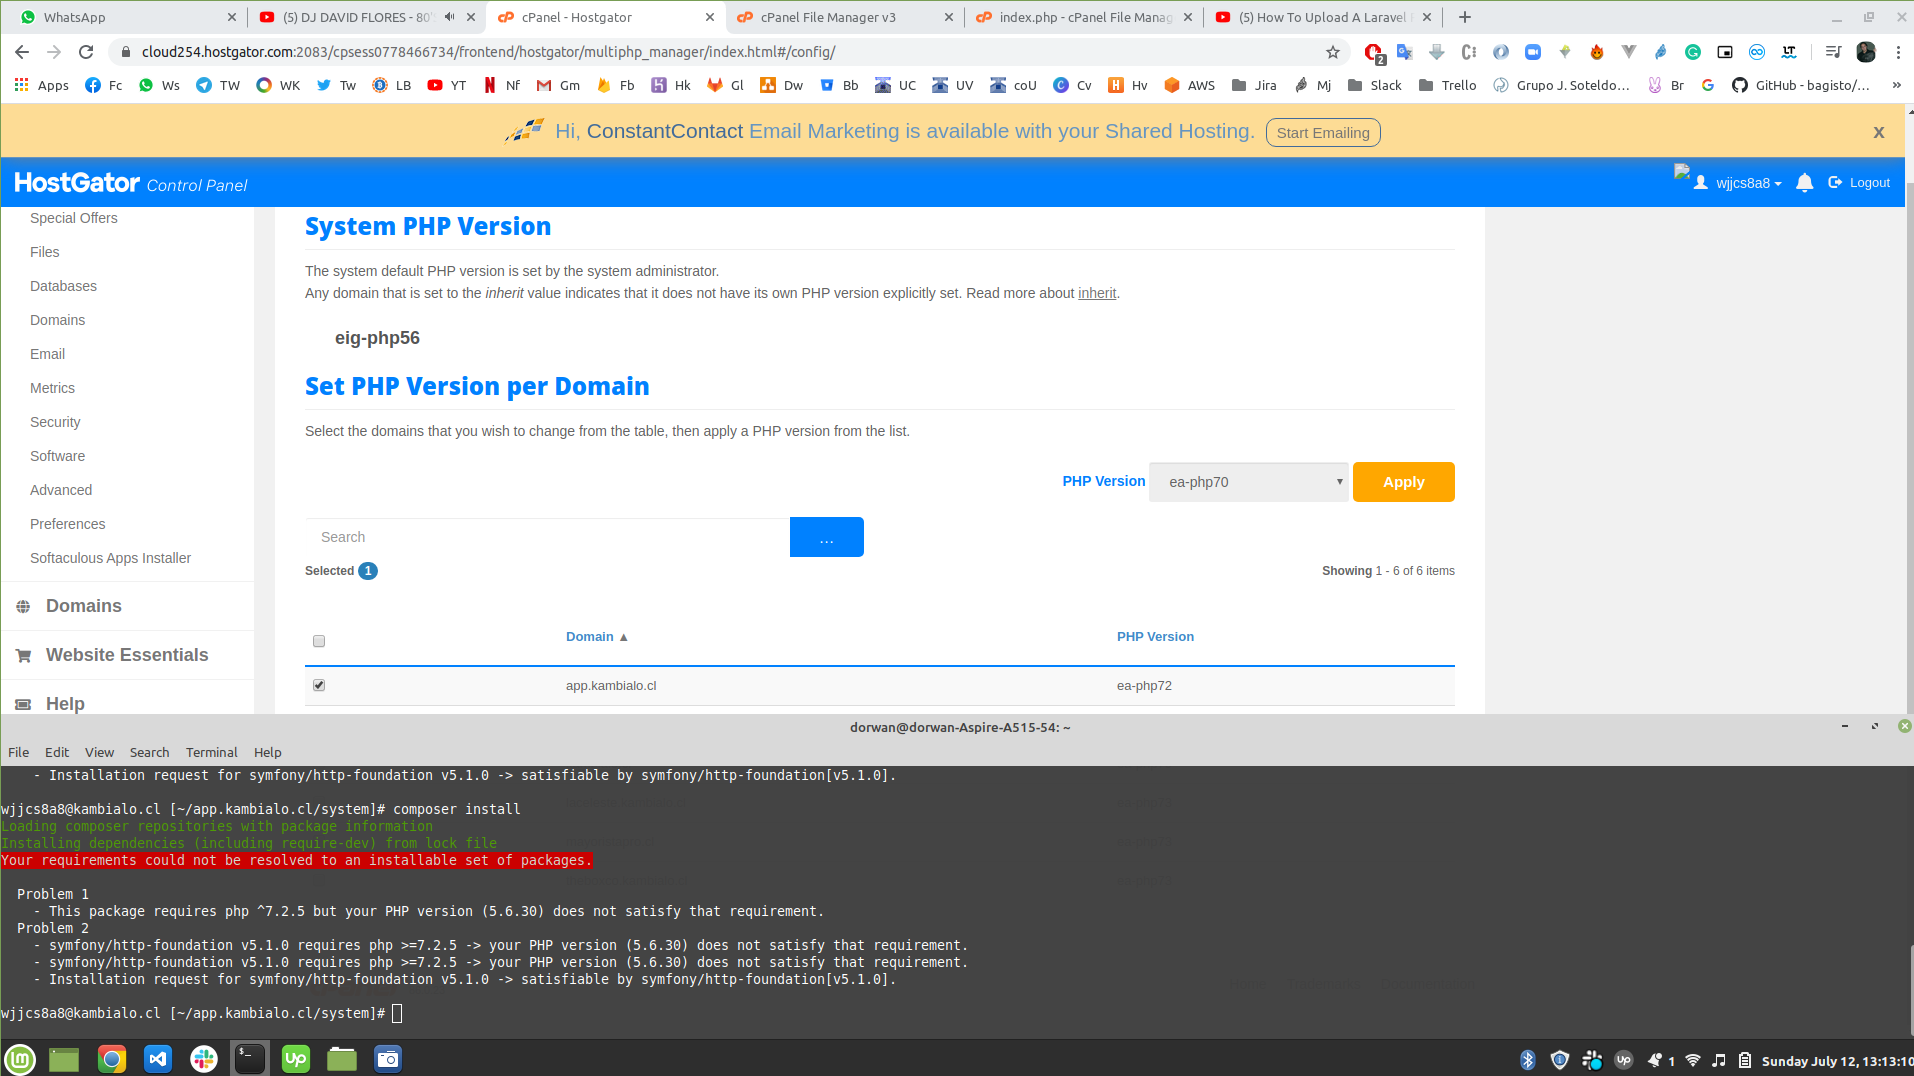 WhatsApp
(5) DJ DAVID FLORES - 80'
cPanel - Hostgator
cPanel File Manager v3
index.php - cPanel File Manag
(5) How To Upload A Laravel
cloud254.hostgator.com:2083/cpsess0778466734/frontend/hostgator/multiphp_manager/index.html#/config/
2
Apps Fc Ws TW WK Tw LB YT Nf Gm Fb Hk Gl Dw Bb UC UV coU Cv Hv AWS Jira Mj Slack Trello Grupo J. Soteldo... Br GitHub - bagisto/... »
Hi, ConstantContact Email Marketing is available with your Shared Hosting. Start Emailing X
HostGator Control Panel
wjjcs8a8
Logout
Special Offers
Files
Databases
Domains
Email
Metrics
Security
Software
Advanced
Preferences
Softaculous Apps Installer
Domains
Website Essentials
Help
System PHP Version
The system default PHP version is set by the system administrator.
Any domain that is set to the inherit value indicates that it does not have its own PHP version explicitly set. Read more about inherit.
eig-php56
Set PHP Version per Domain
Select the domains that you wish to change from the table, then apply a PHP version from the list.
PHP Version ea-php70 Apply
Search ...
Selected 1
Showing 1 - 6 of 6 items
Domain ▲ PHP Version
app.kambialo.cl ea-php72
dorwan@dorwan-Aspire-A515-54: ~
File Edit View Search Terminal Help
- Installation request for symfony/http-foundation v5.1.0 -> satisfiable by symfony/http-foundation[v5.1.0].
wjjcs8a8@kambialo.cl [~/app.kambialo.cl/system]# composer install
Loading composer repositories with package information
Installing dependencies (including require-dev) from lock file
Your requirements could not be resolved to an installable set of packages.
Problem 1
- This package requires php ^7.2.5 but your PHP version (5.6.30) does not satisfy that requirement.
Problem 2
- symfony/http-foundation v5.1.0 requires php >=7.2.5 -> your PHP version (5.6.30) does not satisfy that requirement.
- symfony/http-foundation v5.1.0 requires php >=7.2.5 -> your PHP version (5.6.30) does not satisfy that requirement.
- Installation request for symfony/http-foundation v5.1.0 -> satisfiable by symfony/http-foundation[v5.1.0].
wjjcs8a8@kambialo.cl [~/app.kambialo.cl/system]#
1
Sunday July 12, 13:13:10